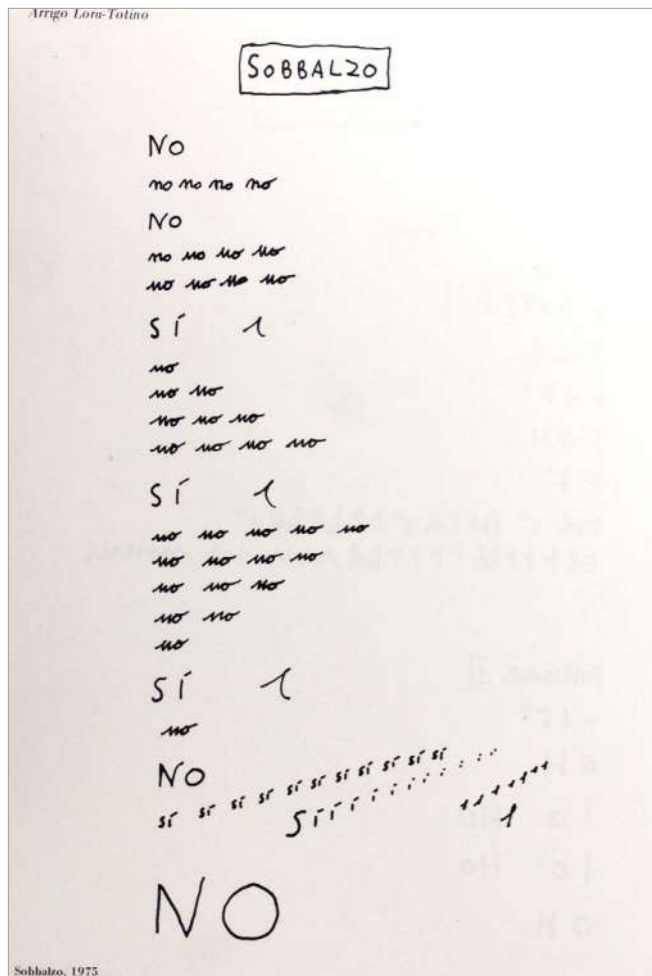 Arrigo Lora-Totino
SOBBALZO
NO
no no no no
NO
no no no no
no no no no
SÍ 1
no
no no
no no no
no no no no
SÍ 1
no no no no no
no no no no
no no no
no no
no
SÍ 1
no
NO
sí sí sí sí sí sí sí sí sí sí sí
Síííííí
NO
Sobbalzo, 1975